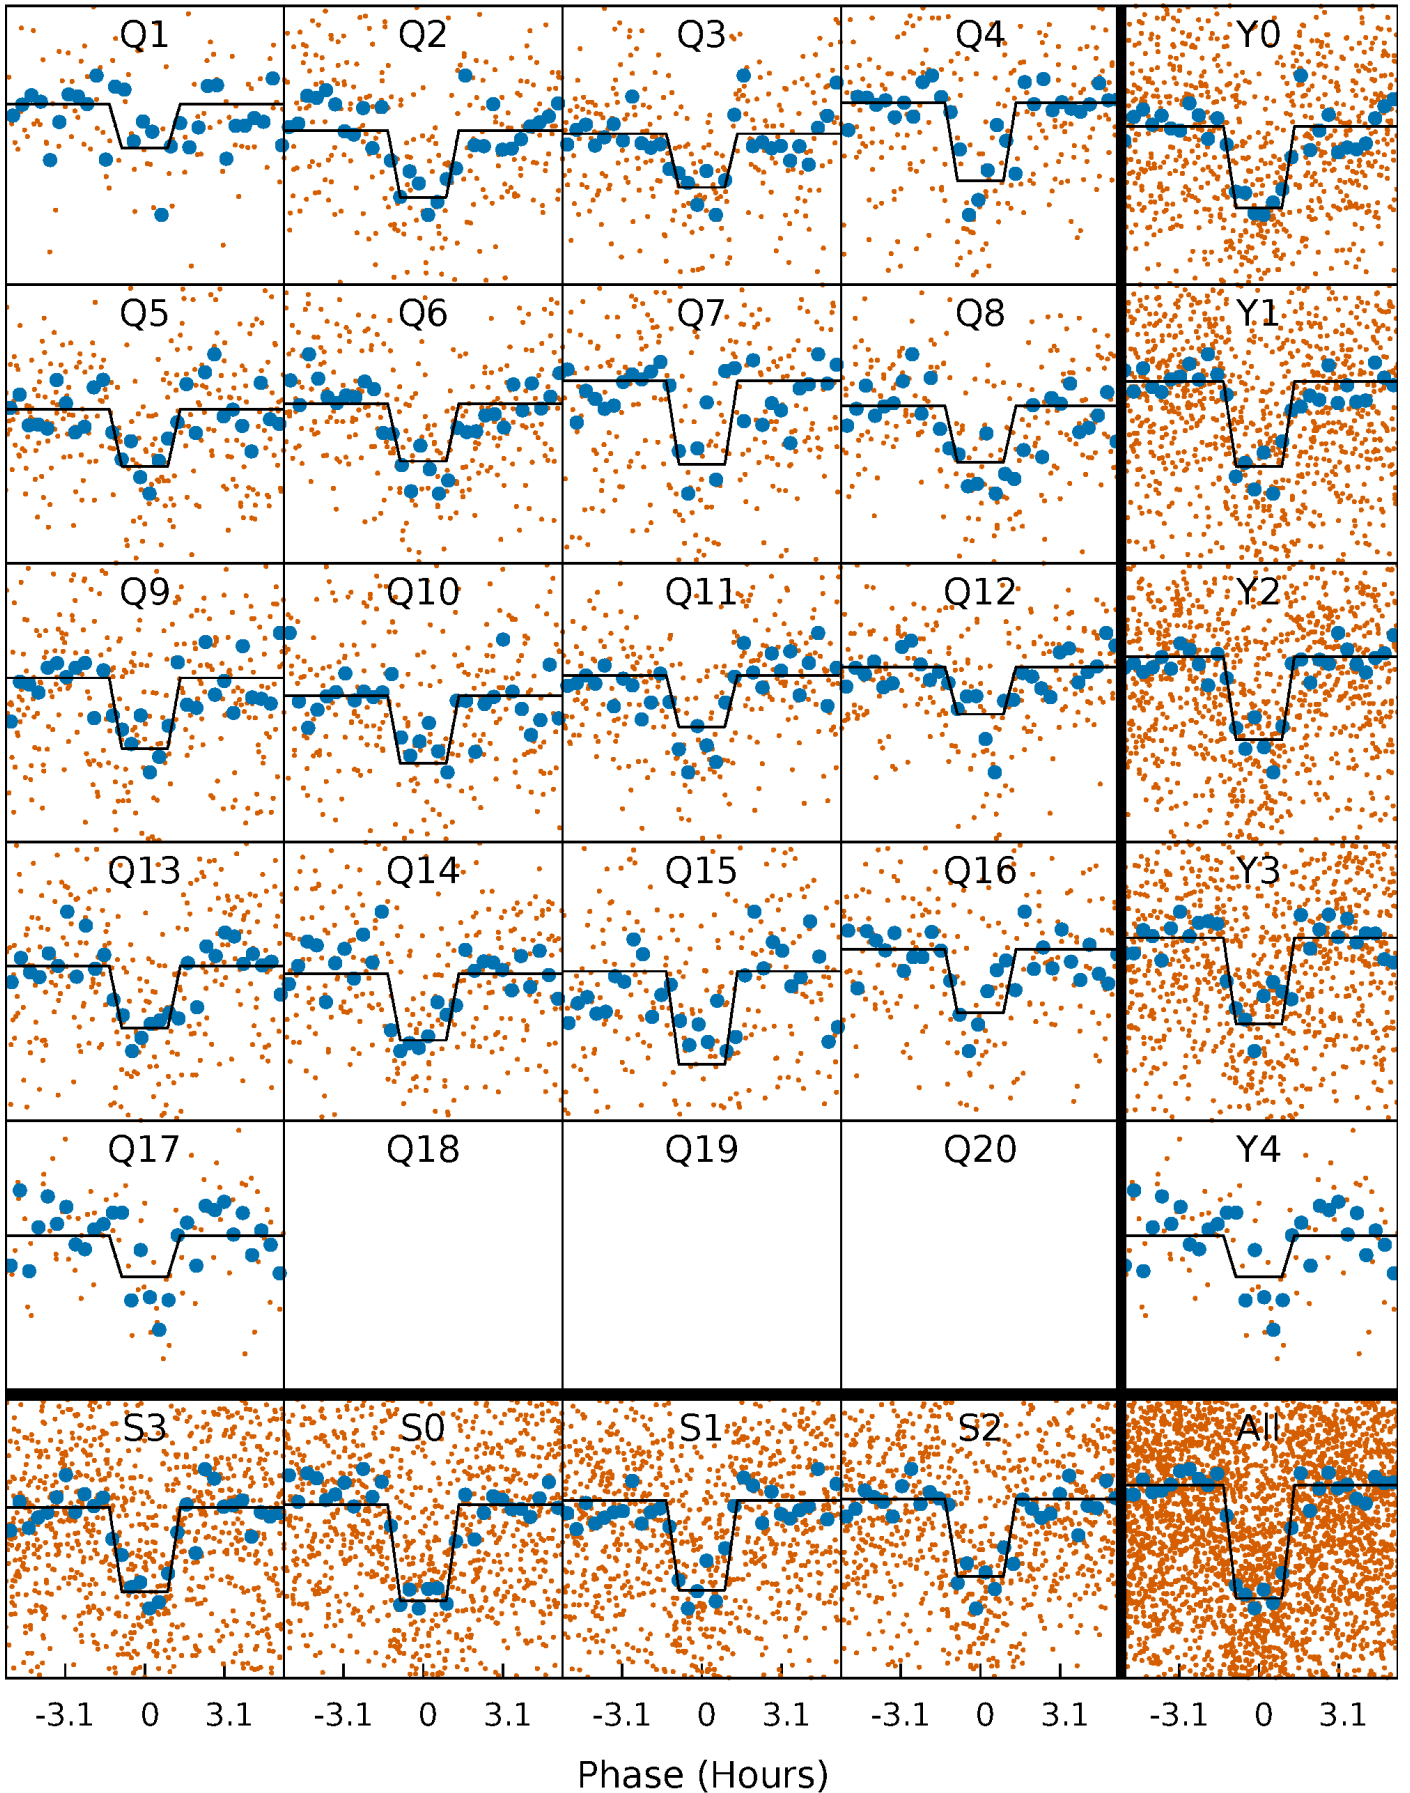 Q1 Q2 Q3 Q4 Y0
Q5 Q6 Q7 Q8 Y1
Q9 Q10 Q11 Q12 Y2
Q13 Q14 Q15 Q16 Y3
Q17 Q18 Q19 Q20 Y4
S3 S0 S1 S2 All
-3.1 0 3.1 -3.1 0 3.1 -3.1 0 3.1 -3.1 0 3.1 -3.1 0 3.1
Phase (Hours)